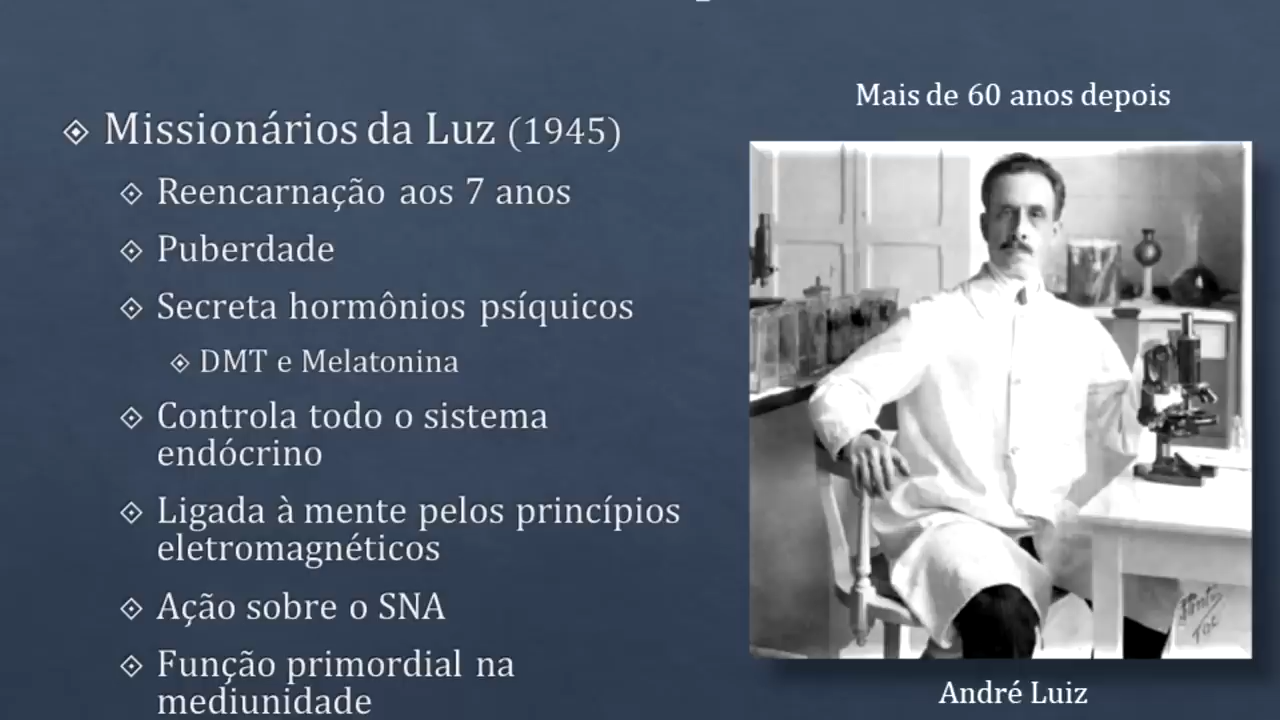 Mais de 60 anos depois
Missionários da Luz (1945)
Reencarnação aos 7 anos
Puberdade
Secreta hormônios psíquicos
DMT e Melatonina
Controla todo o sistema
endócrino
Ligada à mente pelos princípios
eletromagnéticos
Ação sobre o SNA
Função primordial na
mediunidade
André Luiz